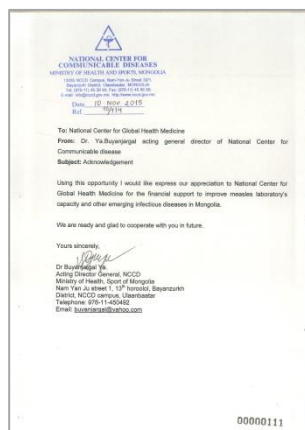 NATIONAL CENTER FOR
COMMUNICABLE DISEASES
MINISTRY OF HEALTH AND SPORTS, MONGOLIA
Date 10 NOV 2015
Ref
To: National Center for Global Health Medicine
From: Dr. Ya.Buyanjargal acting general director of National Center for
Communicable disease
Subject: Acknowledgement
Using this opportunity I would like express our appreciation to National Center for
Global Health Medicine for the financial support to improve measles laboratory's
capacity and other emerging infectious diseases in Mongolia.
We are ready and glad to cooperate with you in future.
Yours sincerely,
Dr Buyanjargal Ya.
Acting Director General, NCCD
Ministry of Health, Sport of Mongolia
Nam Yan Ju street 1, 13th horoolol, Bayanzurkh
District, NCCD campus, Ulaanbaatar
Telephone: 976-11-450492
Email: buyanjargal@yahoo.com
00000111